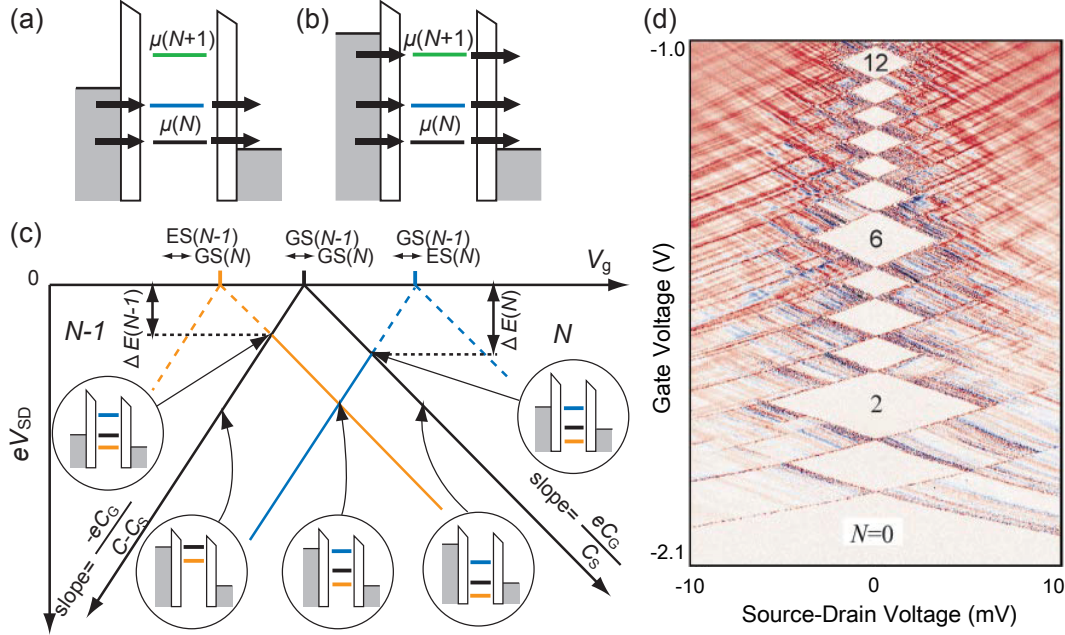 (a)
μ(N+1)
μ(N)
(b)
μ(N+1)
μ(N)
(c)
ES(N-1)
GS(N)
GS(N-1)
GS(N)
GS(N-1)
ES(N)
Vg
0
ΔE(N-1)
ΔE(N)
N-1
N
eVSD
slope= -eCG
C-CS
slope= eCG
CS
(d)
-1.0
12
6
2
N=0
-2.1
Gate Voltage (V)
-10
0
10
Source-Drain Voltage (mV)